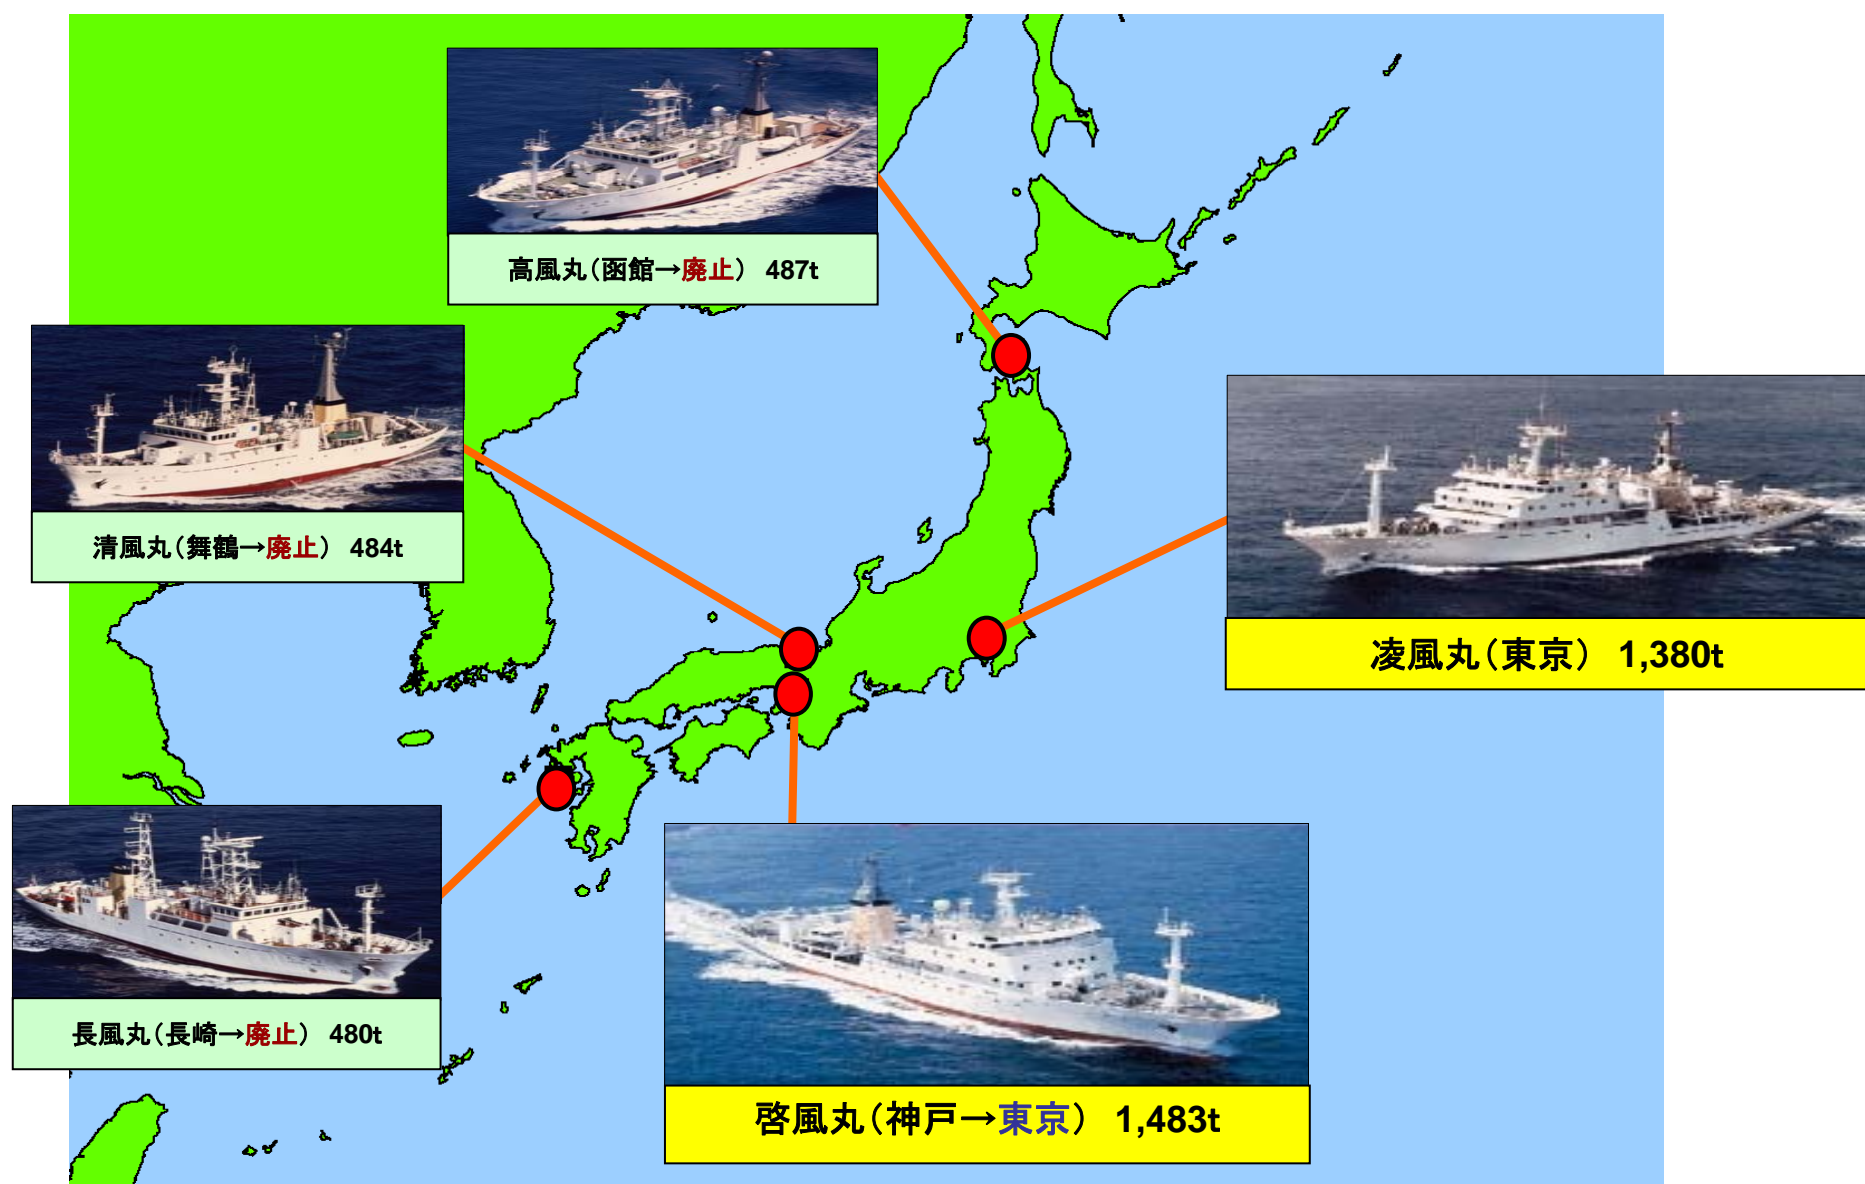 高風丸（函館→廃止） 487t
清風丸（舞鶴→廃止） 484t
凌風丸（東京） 1,380t
長風丸（長崎→廃止） 480t
啓風丸（神戸→東京） 1,483t